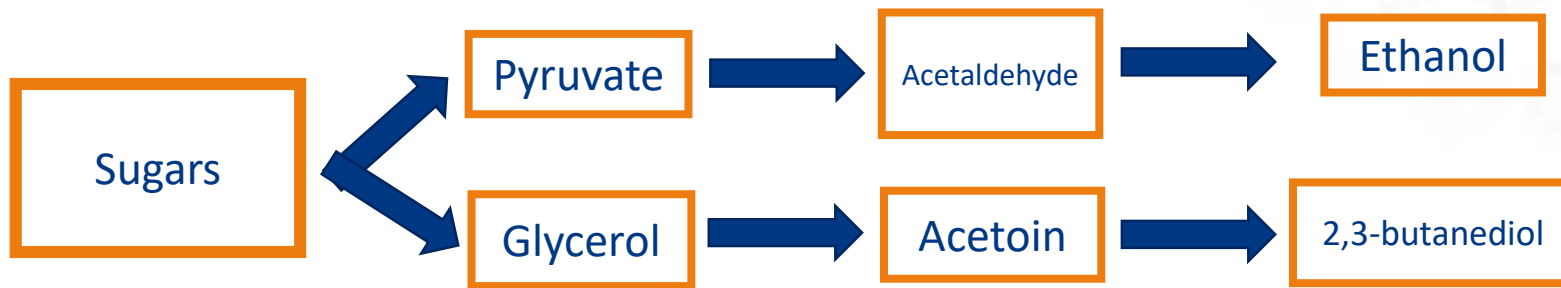 Sugars
Pyruvate
Acetaldehyde
Ethanol
Glycerol
Acetoin
2,3-butanediol